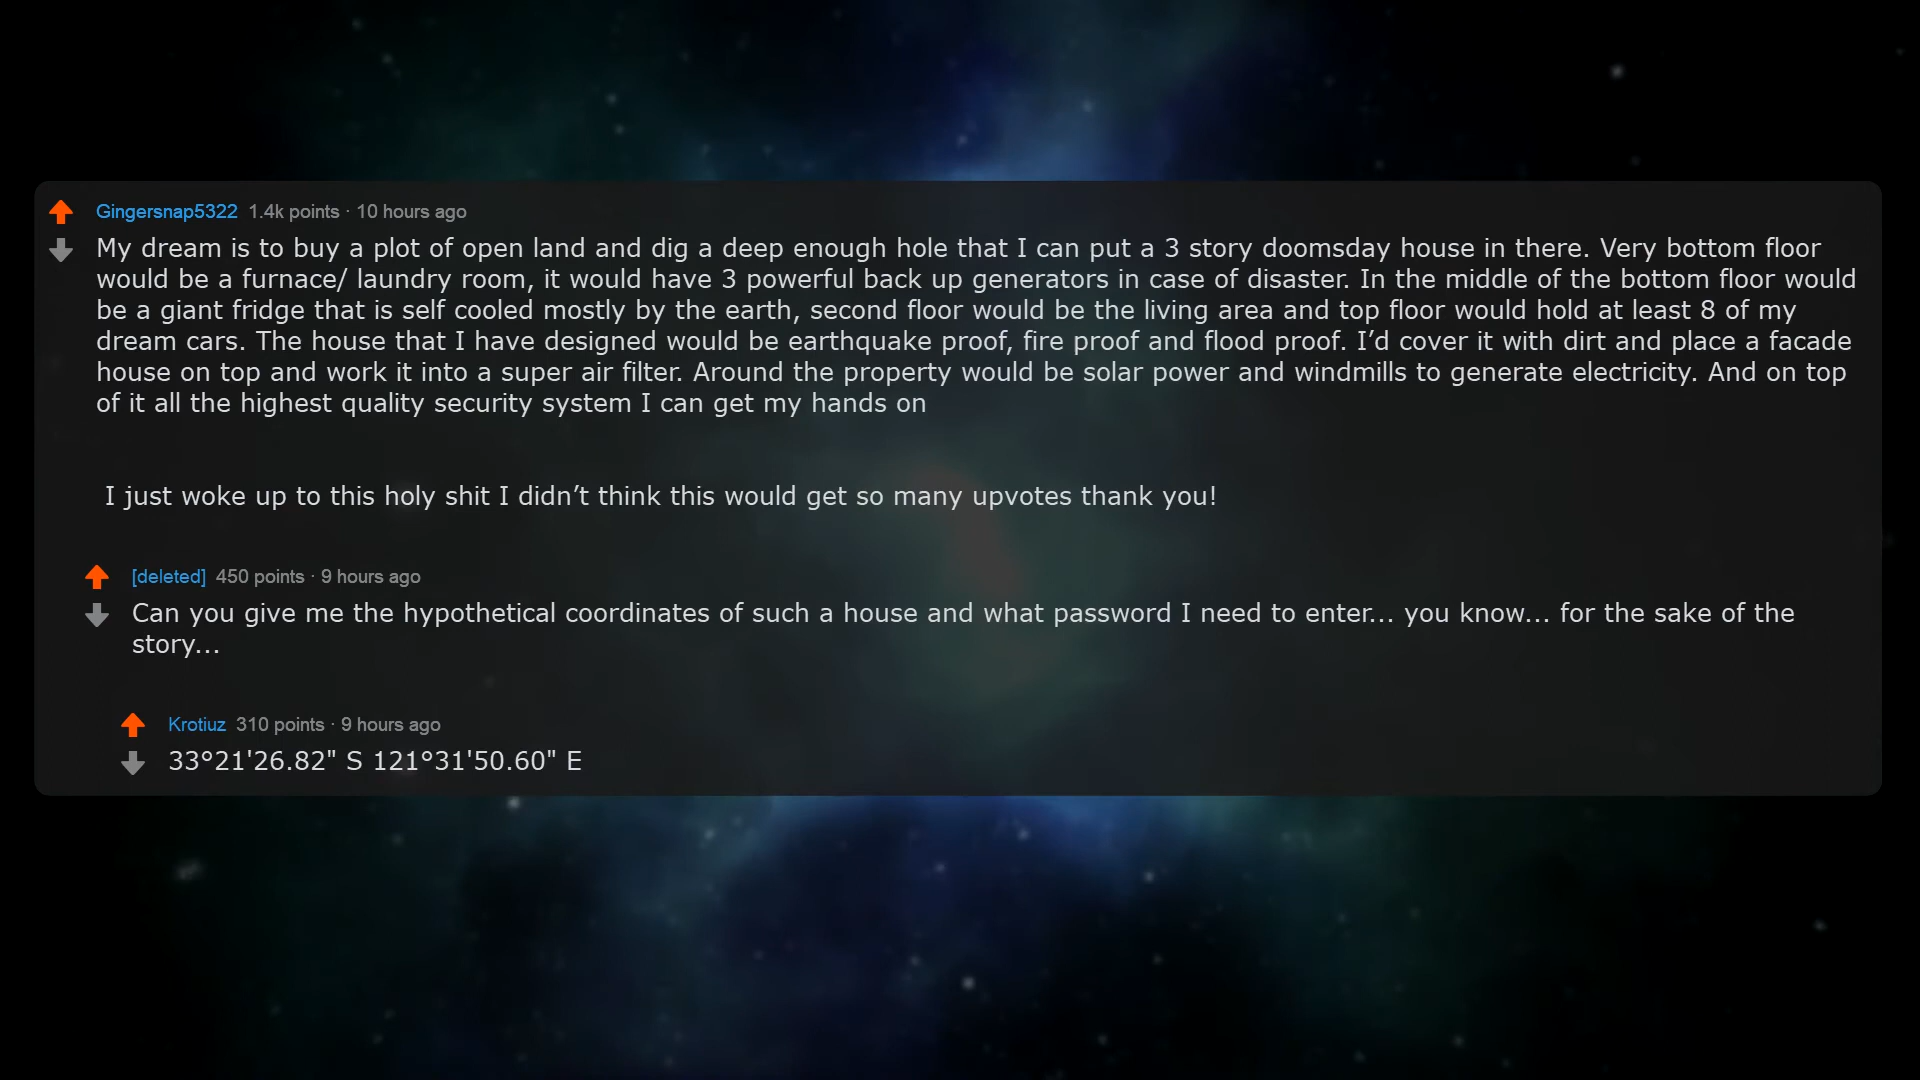 Gingersnap5322 1.4k points · 10 hours ago
My dream is to buy a plot of open land and dig a deep enough hole that I can put a 3 story doomsday house in there. Very bottom floor
would be a furnace/ laundry room, it would have 3 powerful back up generators in case of disaster. In the middle of the bottom floor would
be a giant fridge that is self cooled mostly by the earth, second floor would be the living area and top floor would hold at least 8 of my
dream cars. The house that I have designed would be earthquake proof, fire proof and flood proof. I’d cover it with dirt and place a facade
house on top and work it into a super air filter. Around the property would be solar power and windmills to generate electricity. And on top
of it all the highest quality security system I can get my hands on
I just woke up to this holy shit I didn’t think this would get so many upvotes thank you!
[deleted] 450 points · 9 hours ago
Can you give me the hypothetical coordinates of such a house and what password I need to enter... you know... for the sake of the
story...
Krotiuz 310 points · 9 hours ago
33°21'26.82" S 121°31'50.60" E